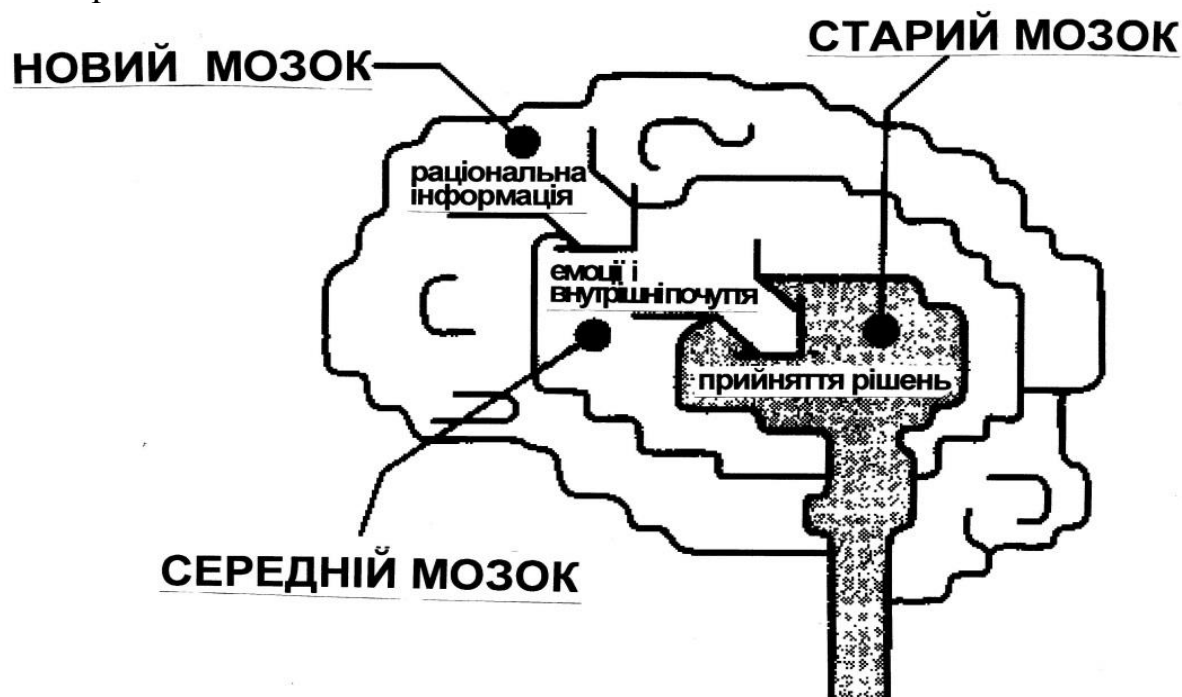 СТАРИЙ МОЗОК
НОВИЙ МОЗОК
раціональна
інформація
емоції і
внутрішні почуття
прийняття рішень
СЕРЕДНІЙ МОЗОК